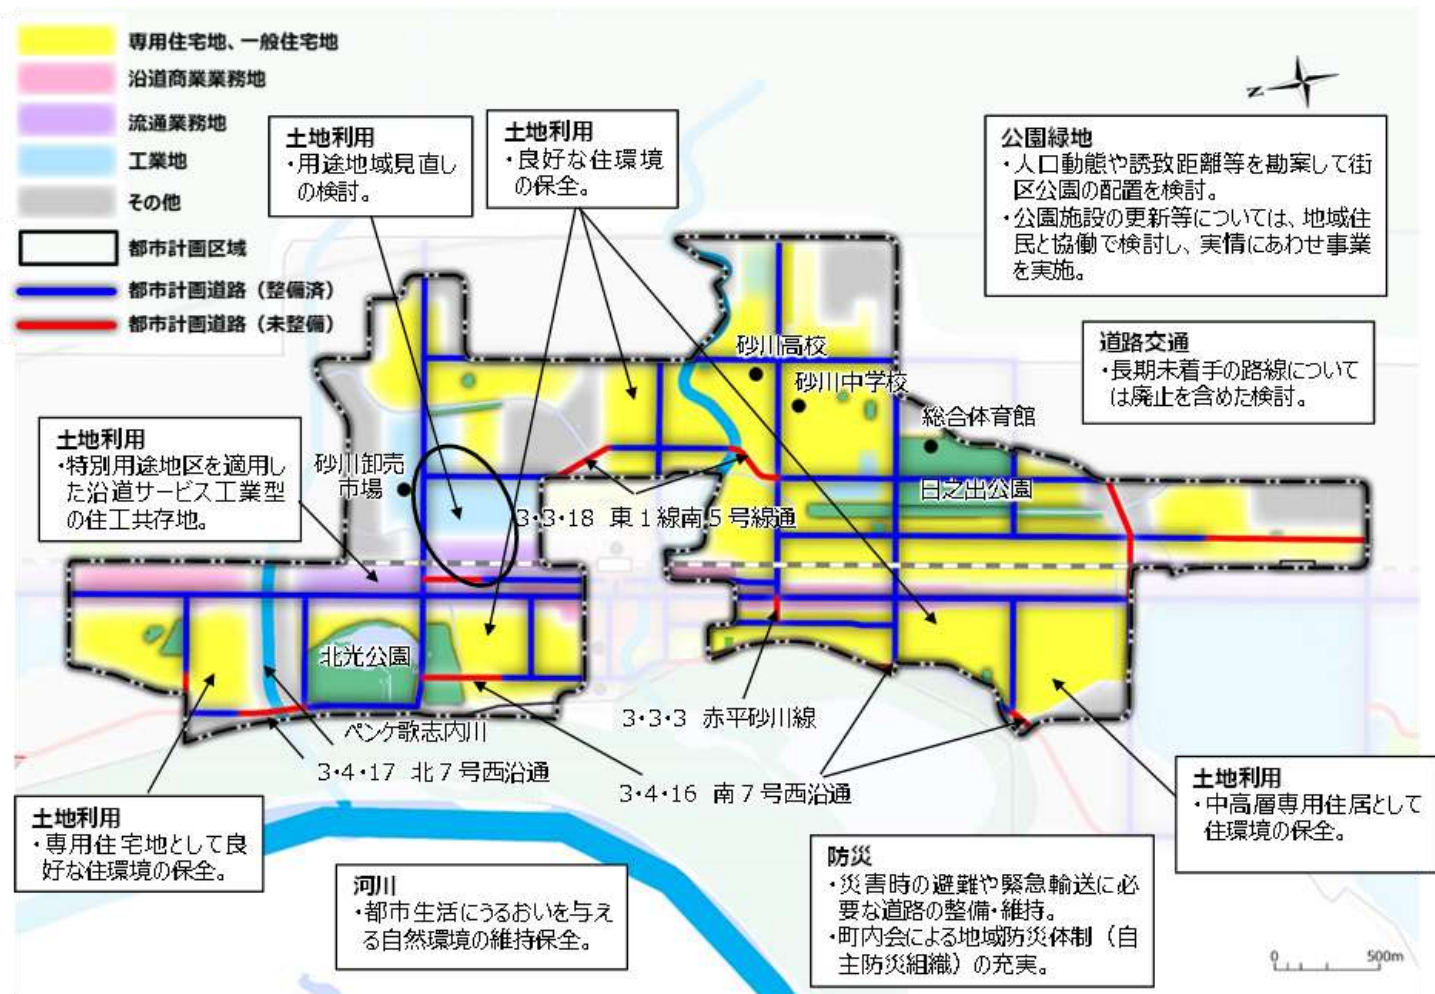 専用住宅地、一般住宅地
沿道商業業務地
流通業務地
工業地
その他
都市計画区域
都市計画道路（整備済）
都市計画道路（未整備）
土地利用
・用途地域見直し
の検討。
土地利用
・良好な住環境
の保全。
N
公園緑地
・人口動態や誘致距離等を勘案して街
区公園の配置を検討。
・公園施設の更新等については、地域住
民と協働で検討し、実情にあわせ事業
を実施。
道路交通
・長期未着手の路線について
は廃止を含めた検討。
砂川高校
砂川中学校
総合体育館
日之出公園
土地利用
・特別用途地区を適用し
た沿道サービス工業型
の住工共存地。
砂川卸売
市場
3・3・18 東１線南５号線通
北光公園
ペンケ歌志内川
3・4・17 北７号西沿通
3・3・3 赤平砂川線
3・4・16 南７号西沿通
土地利用
・専用住宅地として良
好な住環境の保全。
河川
・都市生活にうるおいを与え
る自然環境の維持保全。
防災
・災害時の避難や緊急輸送に必
要な道路の整備・維持。
・町内会による地域防災体制（自
主防災組織）の充実。
土地利用
・中高層専用住居として
住環境の保全。
0 500m